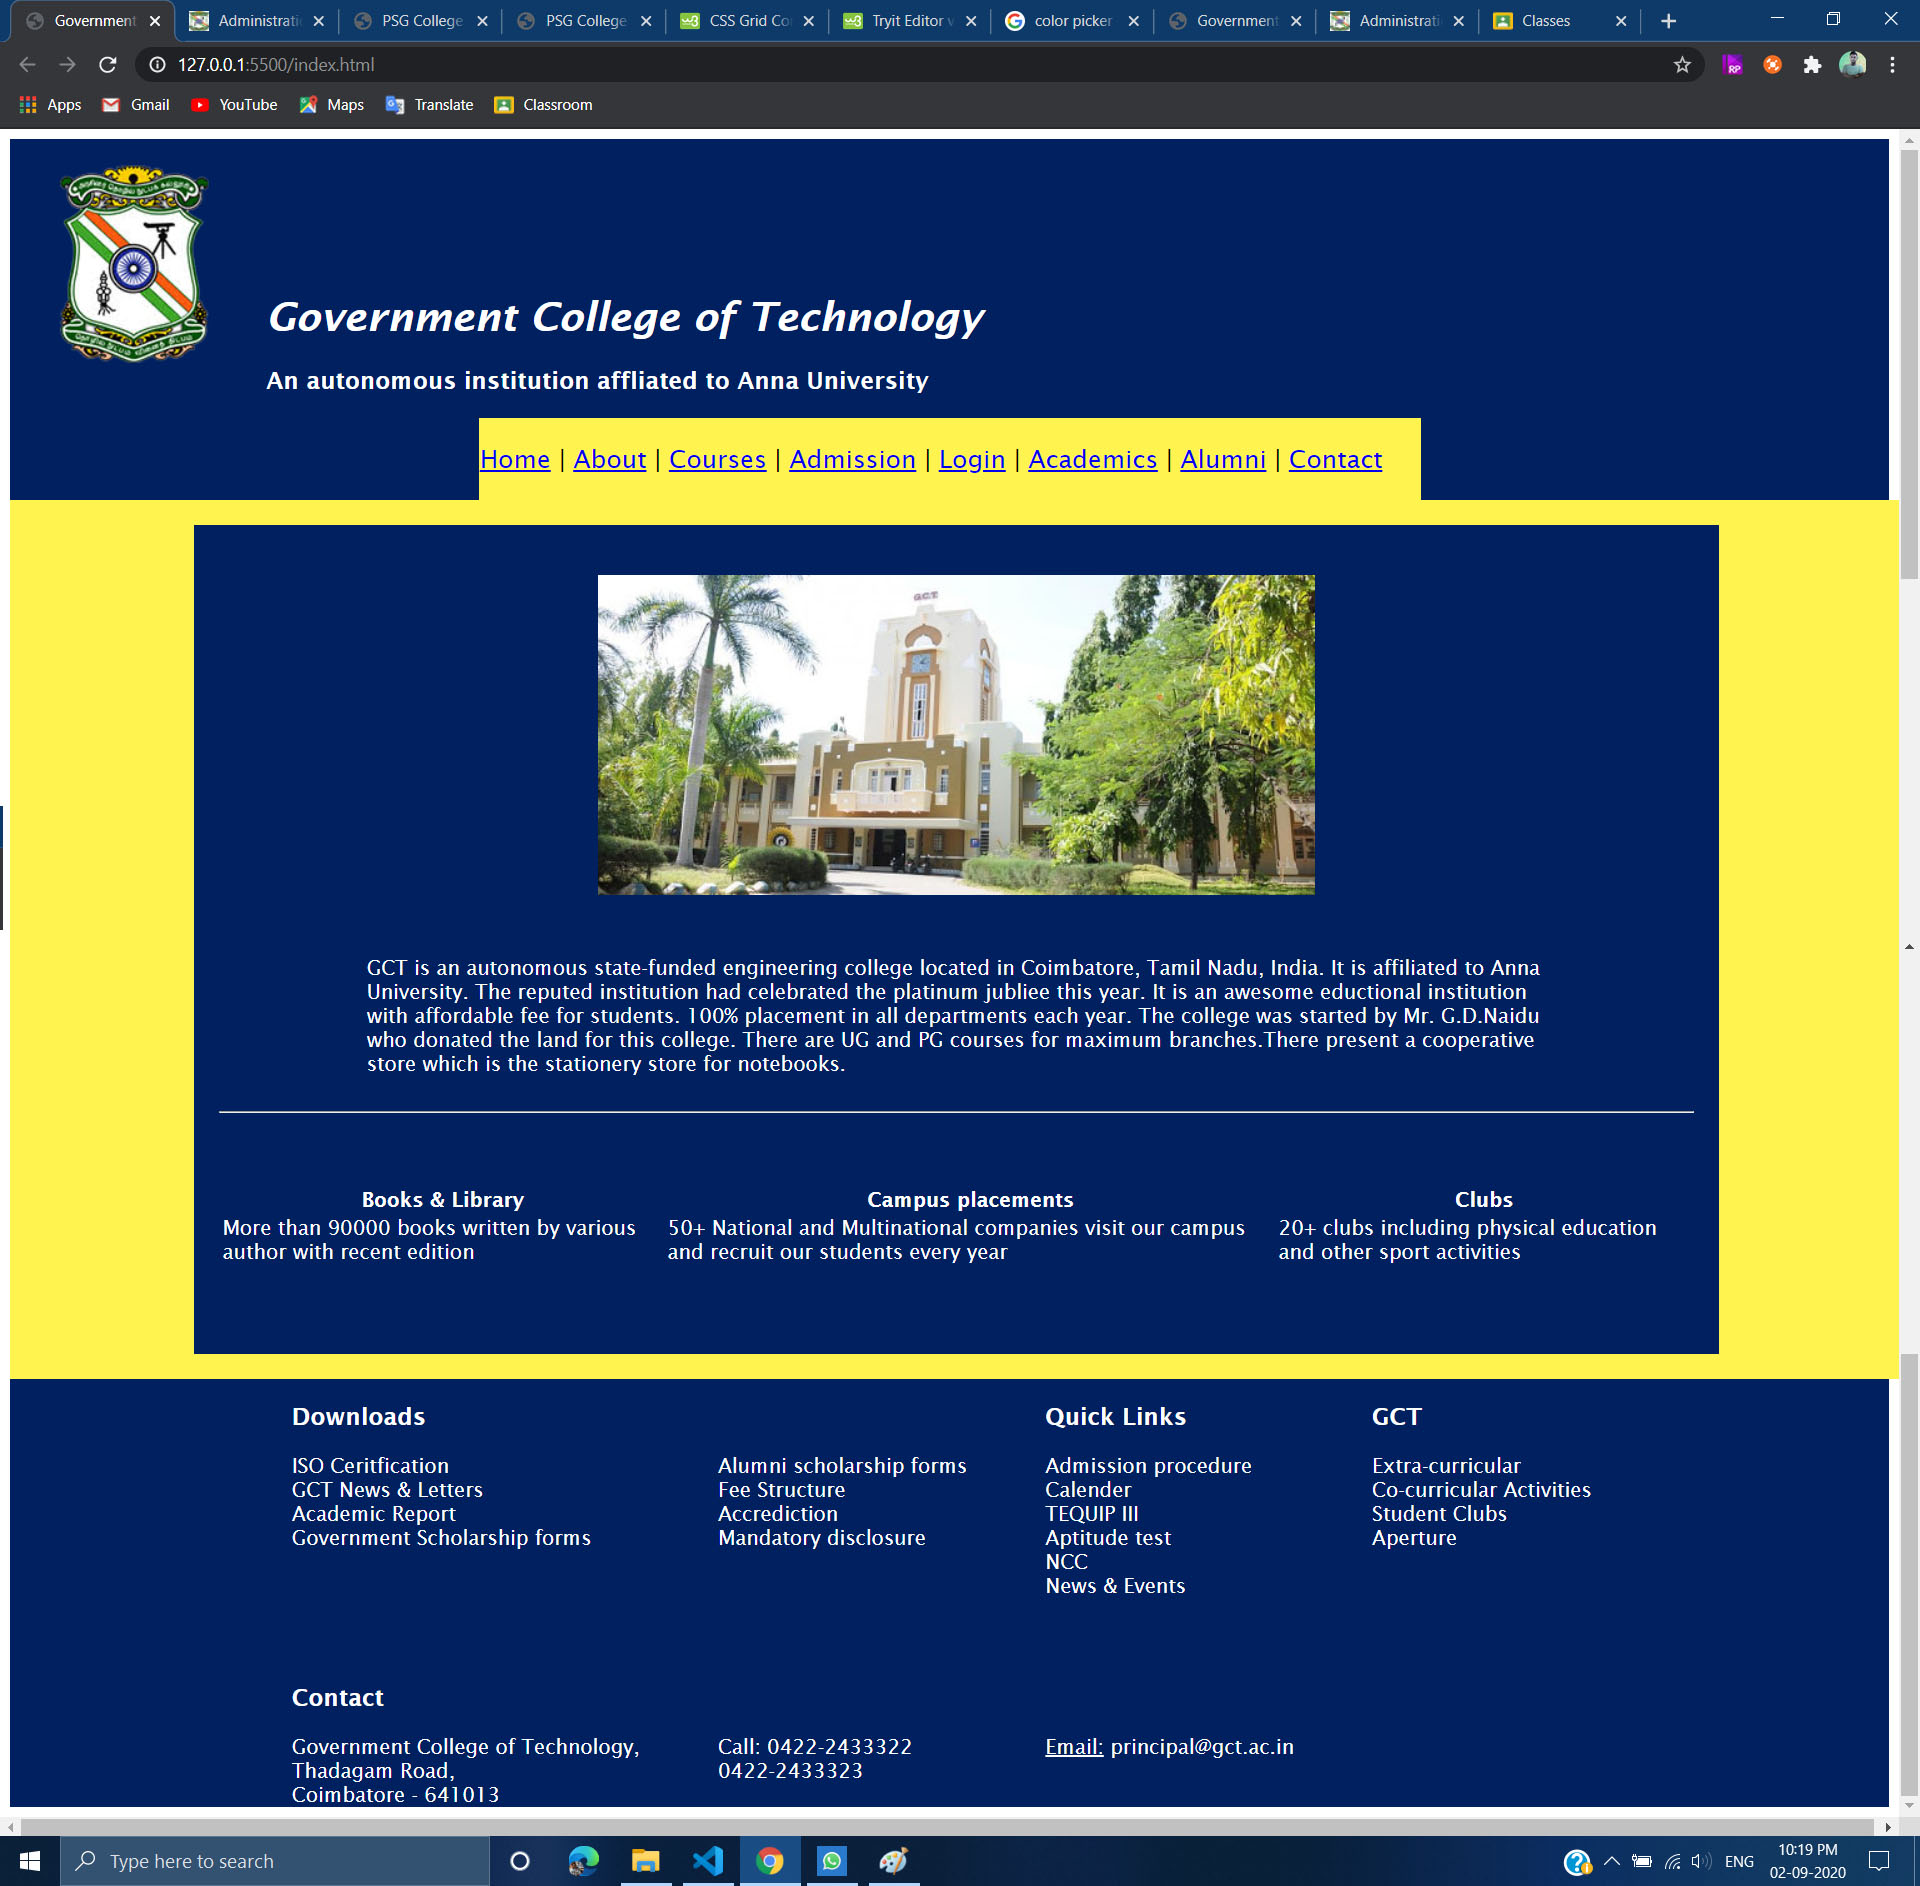 Government
Administrati
PSG College
PSG College
CSS Grid Co
Tryit Editor v
color picker
Government
Administrati
Classes
127.0.0.1:5500/index.html
Apps
Gmail
YouTube
Maps
Translate
Classroom
RP
Government College of Technology
An autonomous institution affliated to Anna University
Home | About | Courses | Admission | Login | Academics | Alumni | Contact
G.C.T
GCT is an autonomous state-funded engineering college located in Coimbatore, Tamil Nadu, India. It is affiliated to Anna
University. The reputed institution had celebrated the platinum jubliee this year. It is an awesome eductional institution
with affordable fee for students. 100% placement in all departments each year. The college was started by Mr. G.D.Naidu
who donated the land for this college. There are UG and PG courses for maximum branches.There present a cooperative
store which is the stationery store for notebooks.
Books & Library
More than 90000 books written by various
author with recent edition
Campus placements
50+ National and Multinational companies visit our campus
and recruit our students every year
Clubs
20+ clubs including physical education
and other sport activities
Downloads
ISO Ceritfication
GCT News & Letters
Academic Report
Government Scholarship forms
Alumni scholarship forms
Fee Structure
Accrediction
Mandatory disclosure
Quick Links
Admission procedure
Calender
TEQUIP III
Aptitude test
NCC
News & Events
GCT
Extra-curricular
Co-curricular Activities
Student Clubs
Aperture
Contact
Government College of Technology,
Thadagam Road,
Coimbatore - 641013
Call: 0422-2433322
0422-2433323
Email: principal@gct.ac.in
Type here to search
ENG
10:19 PM
02-09-2020